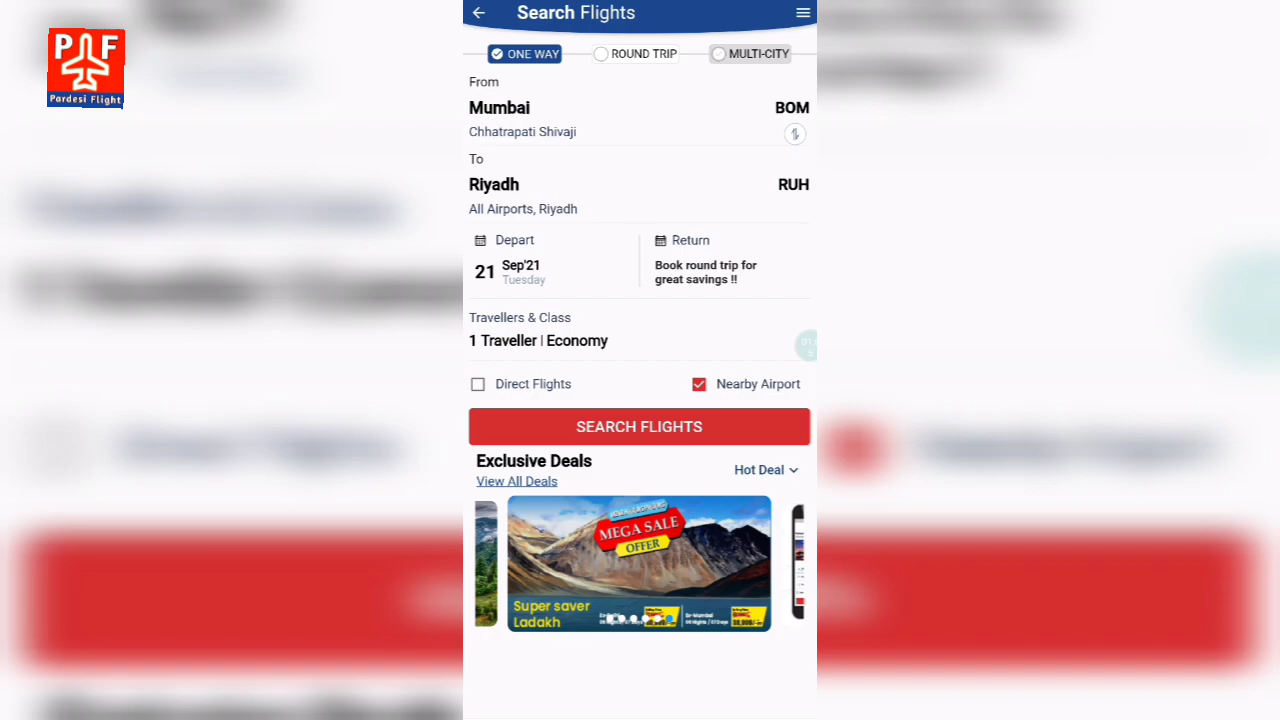 P F
Pardesi Flight
Search Flights
ONE WAY
ROUND TRIP
MULTI-CITY
From
Mumbai
BOM
Chhatrapati Shivaji
To
Riyadh
RUH
All Airports, Riyadh
Depart
Return
21
Sep'21
Tuesday
Book round trip for
great savings !!
Travellers & Class
1 Traveller | Economy
Direct Flights
Nearby Airport
SEARCH FLIGHTS
Exclusive Deals
Hot Deal
View All Deals
MEGA SALE
OFFER
Super saver
Ladakh